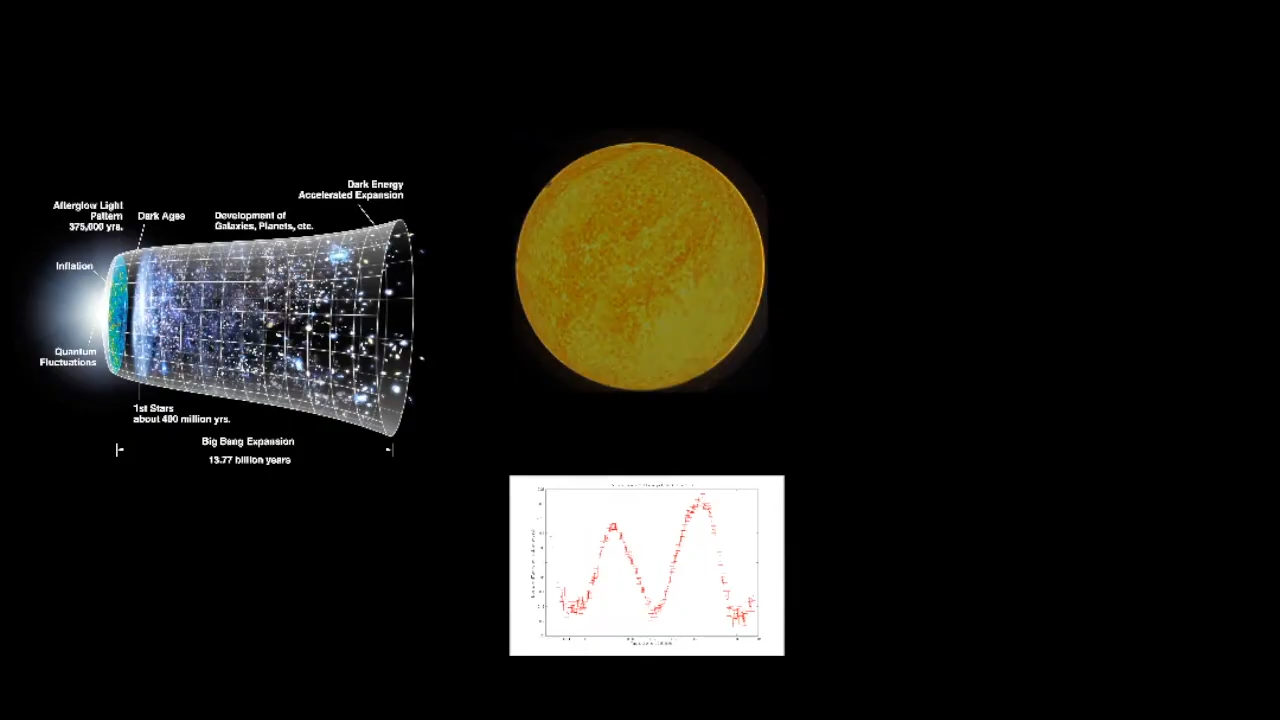 Dark Energy
Accelerated Expansion
Afterglow Light
Pattern
375,000 yrs.
Dark Ages
Development of
Galaxies, Planets, etc.
Inflation
Quantum
Fluctuations
1st Stars
about 400 million yrs.
Big Bang Expansion
13.77 billion years